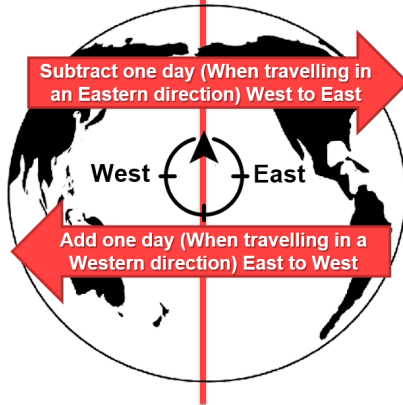 Subtract one day (When travelling in
an Eastern direction) West to East
West
East
Add one day (When travelling in a
Western direction) East to West